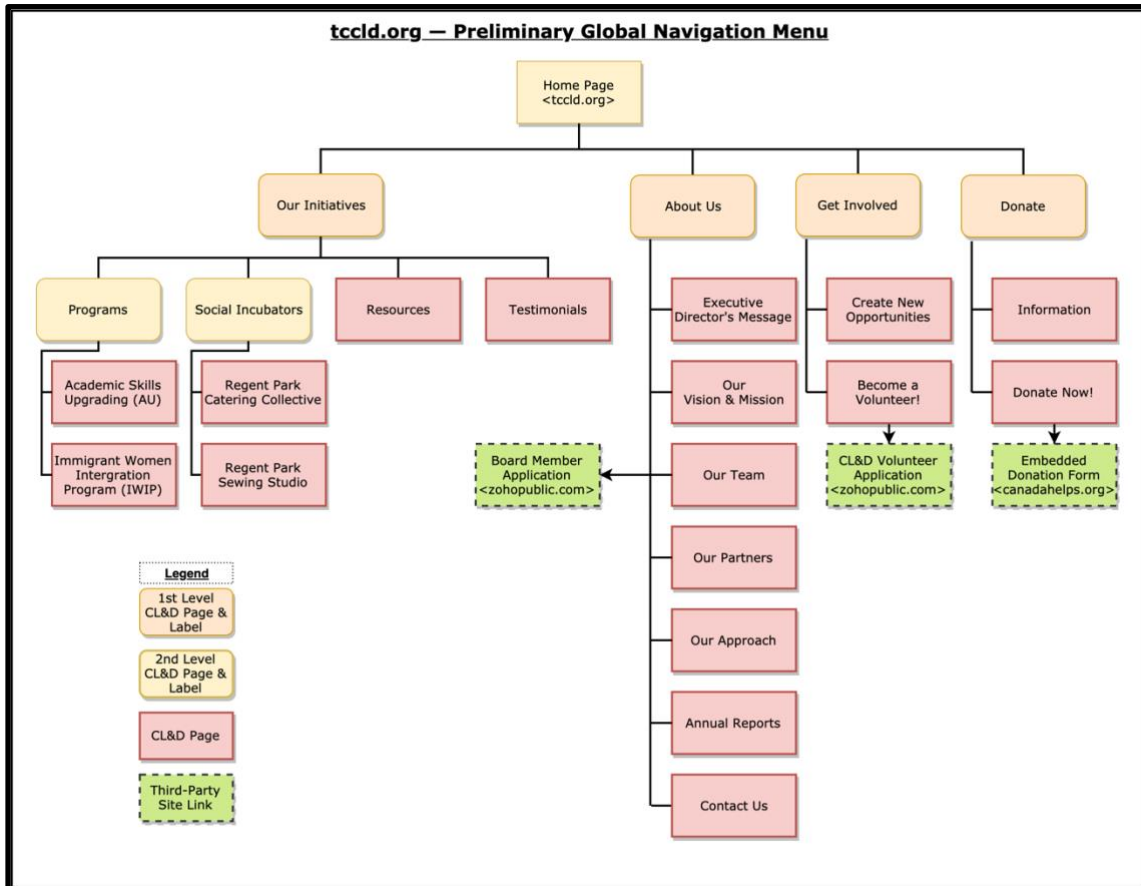 tccld.org — Preliminary Global Navigation Menu
Home Page
<tccld.org>
Our Initiatives
About Us
Get Involved
Donate
Programs
Social Incubators
Resources
Testimonials
Academic Skills
Upgrading (AU)
Immigrant Women
Intergration
Program (IWIP)
Regent Park
Catering Collective
Regent Park
Sewing Studio
Executive
Director's Message
Our
Vision & Mission
Our Team
Our Partners
Our Approach
Annual Reports
Contact Us
Board Member
Application
<zohopublic.com>
Create New
Opportunities
Become a
Volunteer!
CL&D Volunteer
Application
<zohopublic.com>
Information
Donate Now!
Embedded
Donation Form
<canadahelps.org>
Legend
1st Level
CL&D Page &
Label
2nd Level
CL&D Page &
Label
CL&D Page
Third-Party
Site Link